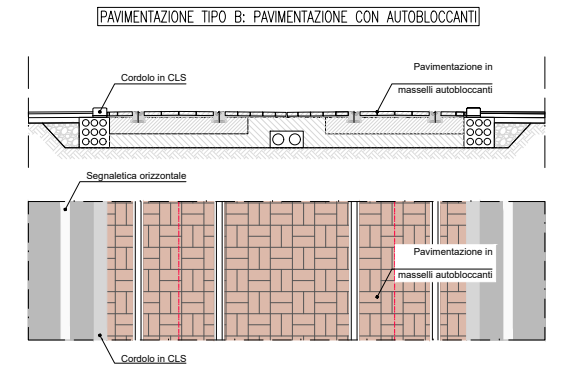 PAVIMENTAZIONE TIPO B: PAVIMENTAZIONE CON AUTOBLOCCANTI
Pavimentazione in
masselli autobloccanti
Cordolo in CLS
Segnaletica orizzontale
Pavimentazione in
masselli autobloccanti
Cordolo in CLS